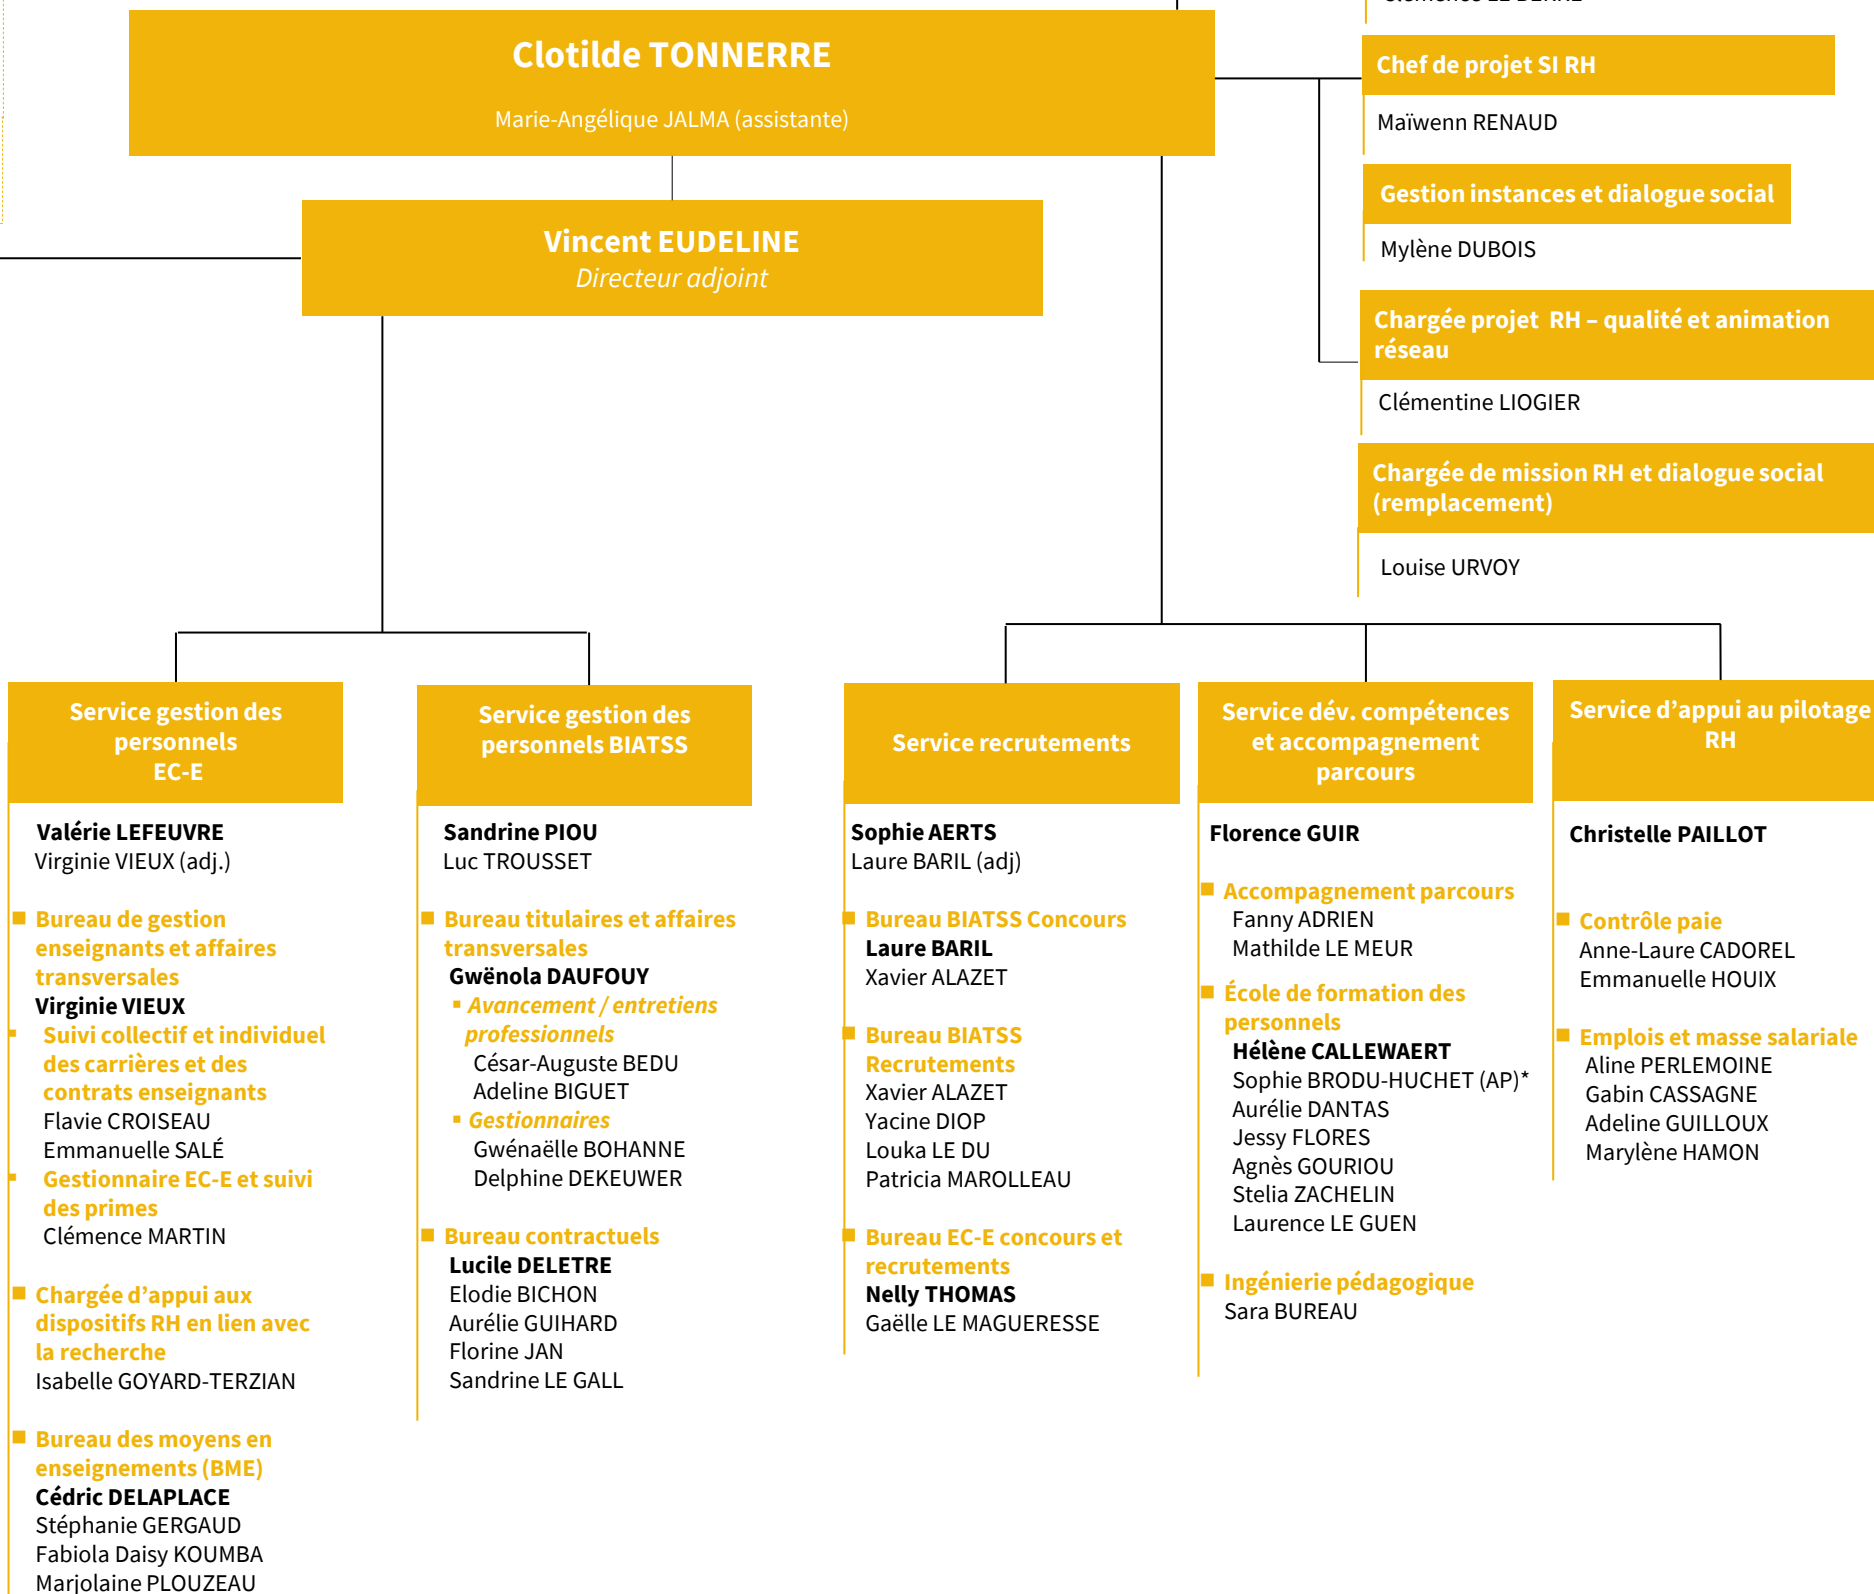 Clotilde TONNERRE
Marie-Angélique JALMA (assistante)
Vincent EUDELINE
Directeur adjoint
Chef de projet SI RH
Maïwenn RENAUD
Gestion instances et dialogue social
Mylène DUBOIS
Chargée projet RH – qualité et animation
réseau
Clémentine LIOGIER
Chargée de mission RH et dialogue social
(remplacement)
Louise URVOY
Service gestion des
personnels
EC-E
Valérie LEFEUVRE
Virginie VIEUX (adj.)
Bureau de gestion
enseignants et affaires
transversales
Virginie VIEUX
Suivi collectif et individuel
des carrières et des
contrats enseignants
Flavie CROISEAU
Emmanuelle SALÉ
Gestionnaire EC-E et suivi
des primes
Clémence MARTIN
Chargée d’appui aux
dispositifs RH en lien avec
la recherche
Isabelle GOYARD-TERZIAN
Bureau des moyens en
enseignements (BME)
Cédric DELAPLACE
Stéphanie GERGAUD
Fabiola Daisy KOUMBA
Marjolaine PLOUZEAU
Service gestion des
personnels BIATSS
Sandrine PIOU
Luc TROUSSET
Bureau titulaires et affaires
transversales
Gwënola DAUFOUY
Avancement / entretiens
professionnels
César-Auguste BEDU
Adeline BIGUET
Gestionnaires
Gwénaëlle BOHANNE
Delphine DEKEUWER
Bureau contractuels
Lucile DELETRE
Elodie BICHON
Aurélie GUIHARD
Florine JAN
Sandrine LE GALL
Service recrutements
Sophie AERTS
Laure BARIL (adj)
Bureau BIATSS Concours
Laure BARIL
Xavier ALAZET
Bureau BIATSS
Recrutements
Xavier ALAZET
Yacine DIOP
Louka LE DU
Patricia MAROLLEAU
Bureau EC-E concours et
recrutements
Nelly THOMAS
Gaëlle LE MAGUERESSE
Service dév. compétences
et accompagnement
parcours
Florence GUIR
Accompagnement parcours
Fanny ADRIEN
Mathilde LE MEUR
École de formation des
personnels
Hélène CALLEWAERT
Sophie BRODU-HUCHET (AP)*
Aurélie DANTAS
Jessy FLORES
Agnès GOURIOU
Stelia ZACHELIN
Laurence LE GUEN
Ingénierie pédagogique
Sara BUREAU
Service d’appui au pilotage
RH
Christelle PAILLOT
Contrôle paie
Anne-Laure CADOREL
Emmanuelle HOUIX
Emplois et masse salariale
Aline PERLEMOINE
Gabin CASSAGNE
Adeline GUILLOUX
Marylène HAMON